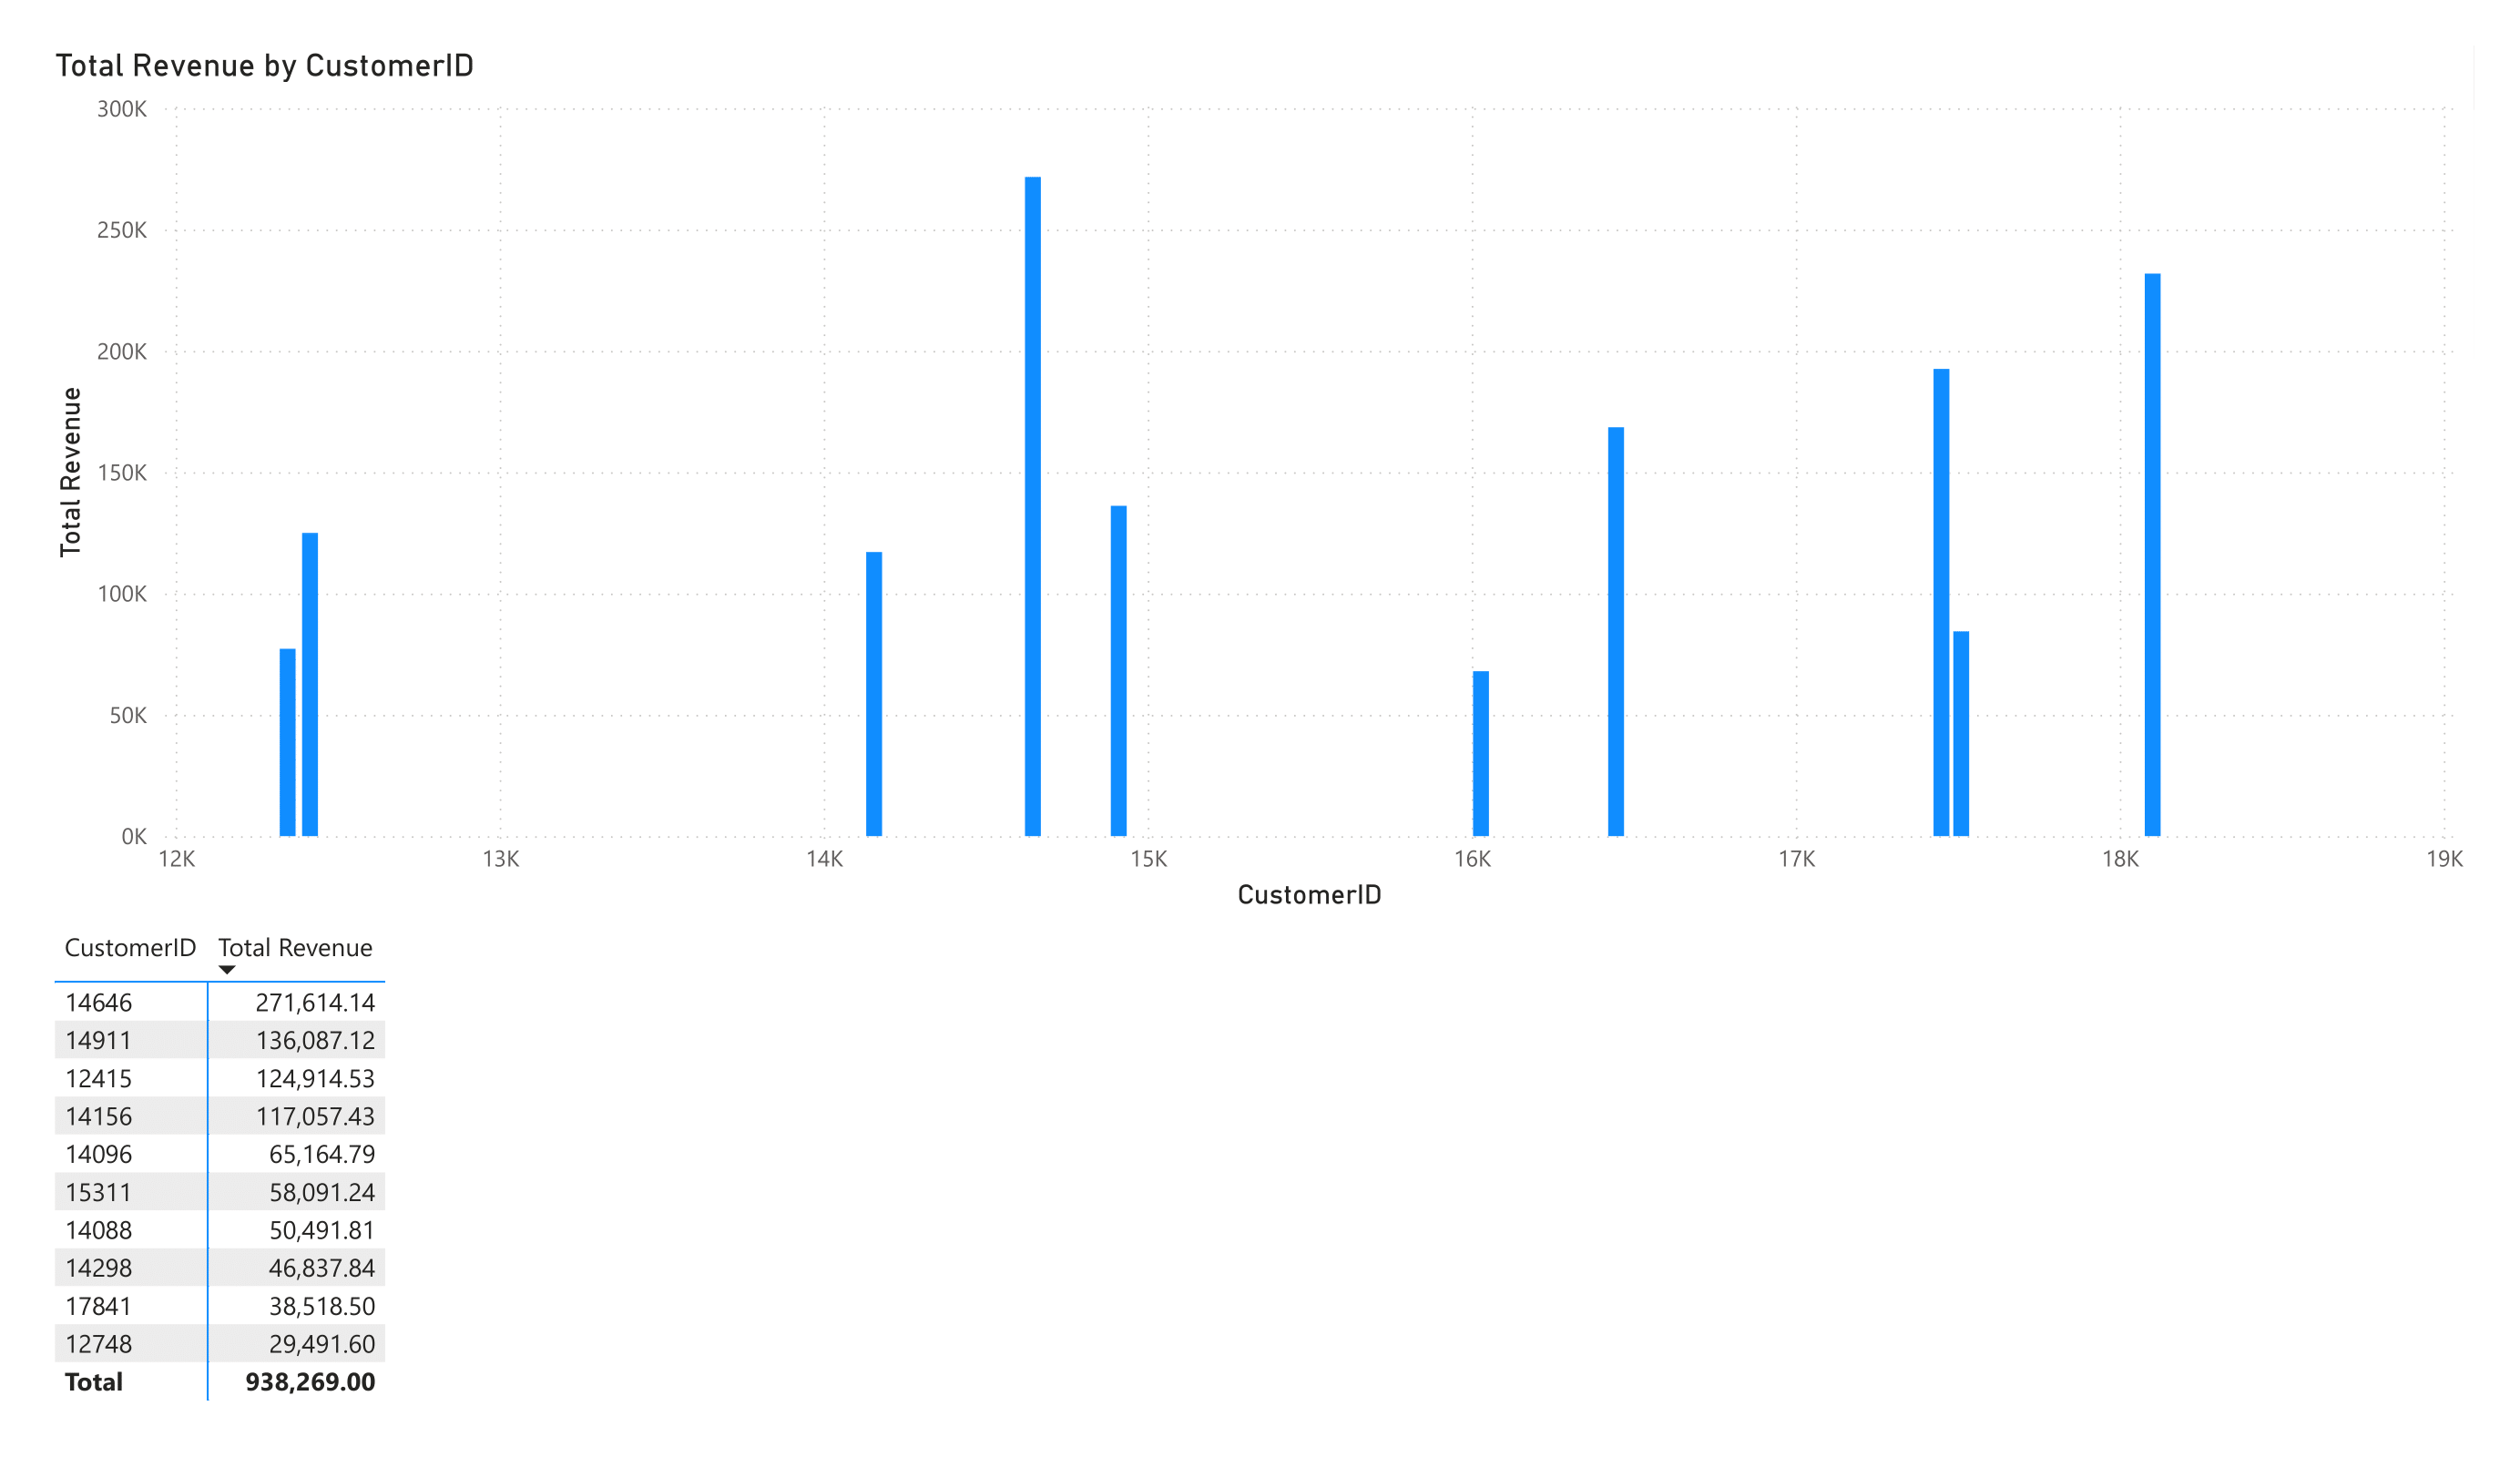 Total Revenue by CustomerID
300K
250K
200K
150K
100K
50K
0K
Total Revenue
12K 13K 14K 15K 16K 17K 18K 19K
CustomerID
CustomerID Total Revenue
14646 271,614.14
14911 136,087.12
12415 124,914.53
14156 117,057.43
14096 65,164.79
15311 58,091.24
14088 50,491.81
14298 46,837.84
17841 38,518.50
12748 29,491.60
Total 938,269.00